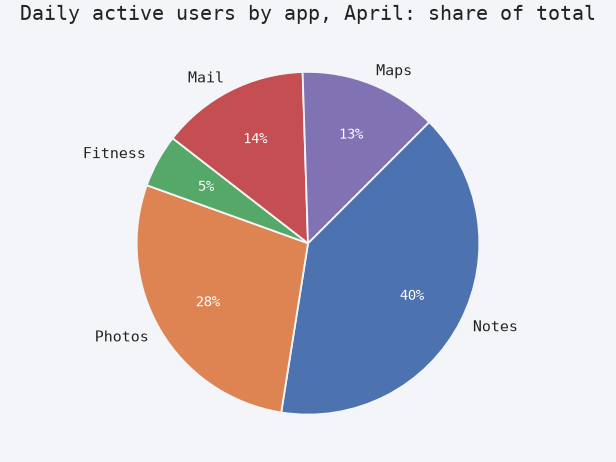 Daily active users by app, April: share of total
Maps
Mail
13%
14%
Fitness
5%
40%
28%
Notes
Photos